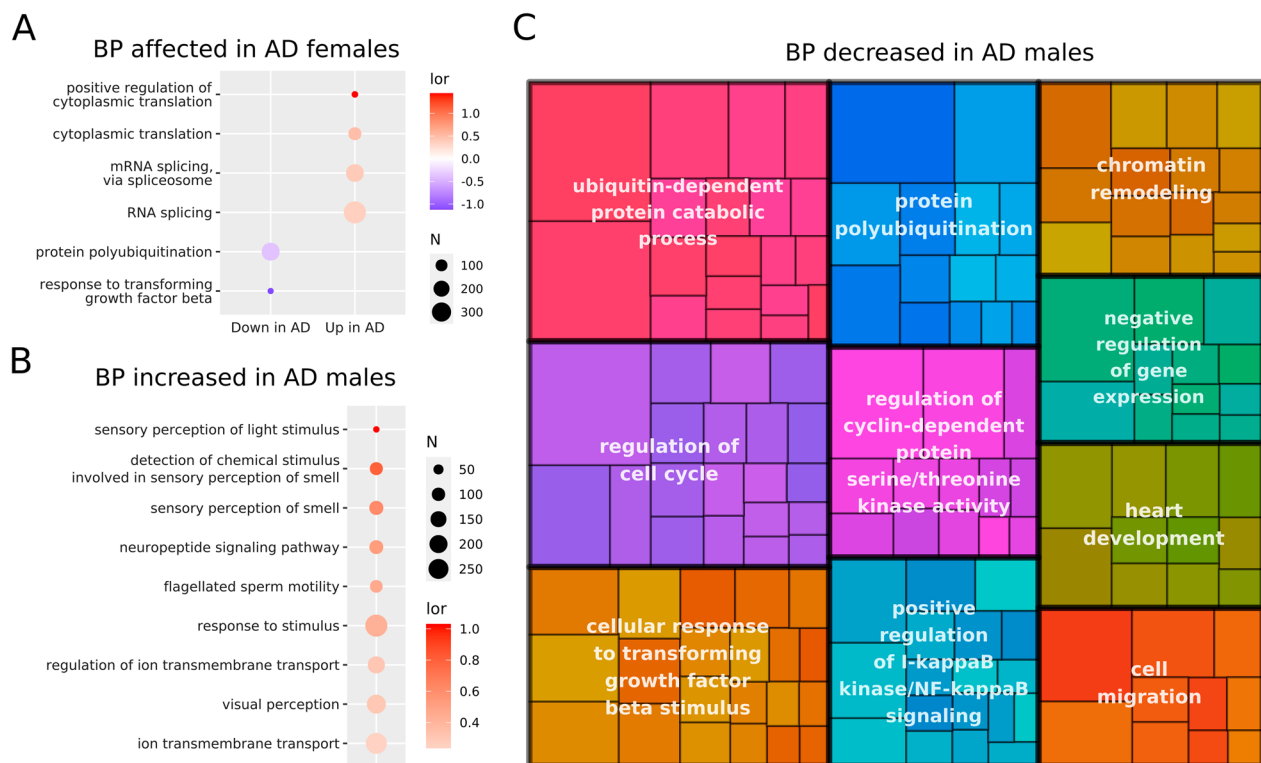 A
BP affected in AD females
positive regulation of
cytoplasmic translation
cytoplasmic translation
mRNA splicing,
via spliceosome
RNA splicing
protein polyubiquitination
response to transforming
growth factor beta
Down in AD
Up in AD
lor
1.0
0.5
0.0
-0.5
-1.0
N
100
200
300
B
BP increased in AD males
sensory perception of light stimulus
detection of chemical stimulus
involved in sensory perception of smell
sensory perception of smell
neuropeptide signaling pathway
flagellated sperm motility
response to stimulus
regulation of ion transmembrane transport
visual perception
ion transmembrane transport
N
50
100
150
200
250
lor
1.0
0.8
0.6
0.4
C
BP decreased in AD males
ubiquitin-dependent
protein catabolic
process
protein
polyubiquitination
chromatin
remodeling
regulation of
cell cycle
regulation of
cyclin-dependent
protein
serine/threonine
kinase activity
negative
regulation
of gene
expression
heart
development
cellular response
to transforming
growth factor
beta stimulus
positive
regulation
of I-kappaB
kinase/NF-kappaB
signaling
cell
migration